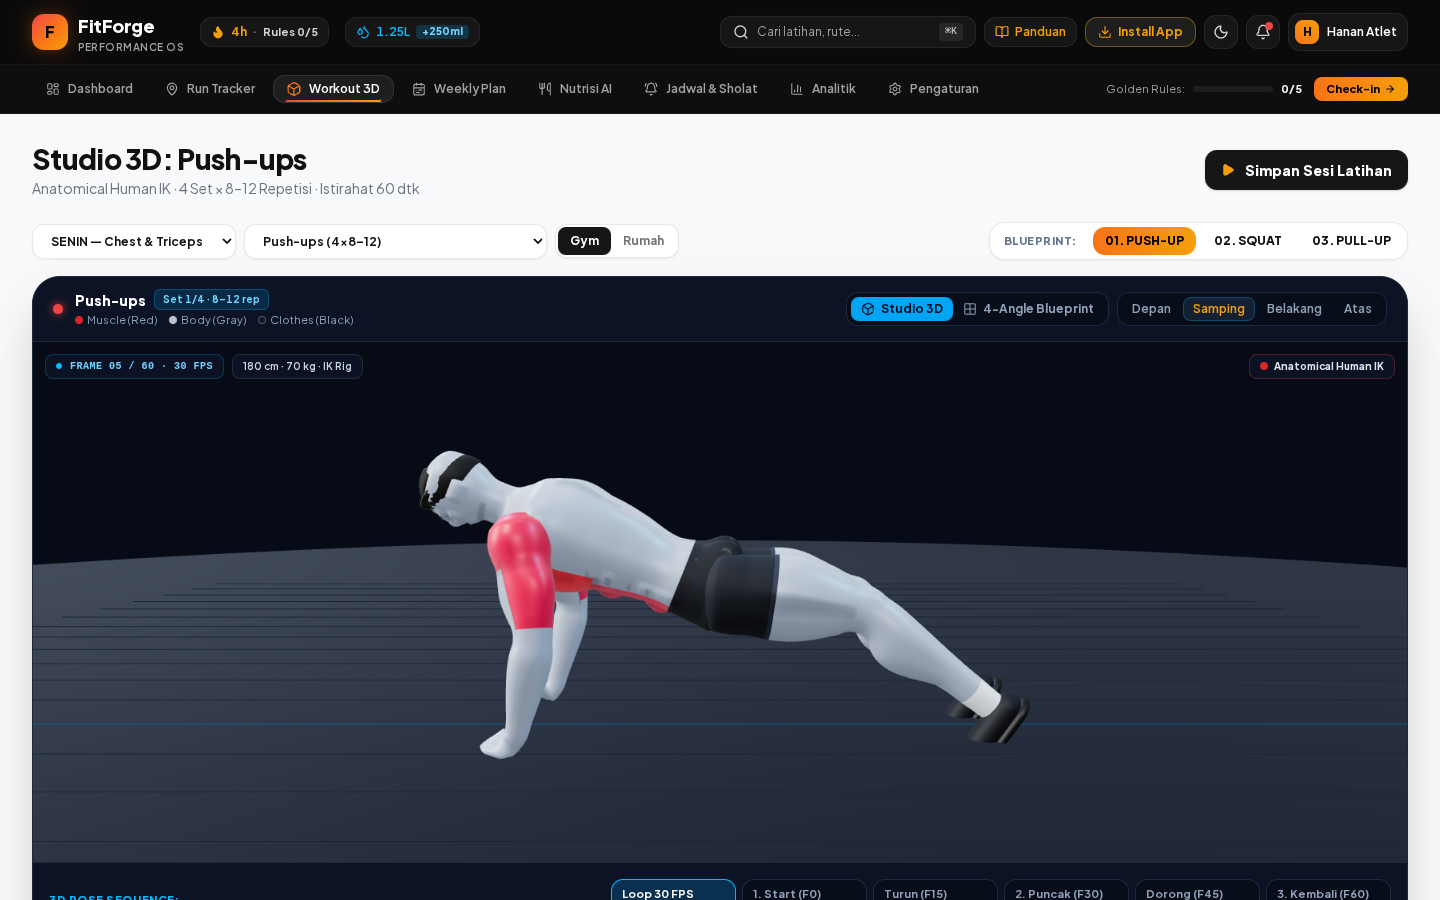 F
FitForge
PERFORMANCE OS
4h · Rules 0/5
1.25L +250ml
Cari latihan, rute... ⌘K
Panduan
Install App
H Hanan Atlet
Dashboard
Run Tracker
Workout 3D
Weekly Plan
Nutrisi AI
Jadwal & Sholat
Analitik
Pengaturan
Golden Rules: 0/5
Check-in →
Studio 3D: Push-ups
Anatomical Human IK · 4 Set × 8–12 Repetisi · Istirahat 60 dtk
Simpan Sesi Latihan
SENIN — Chest & Triceps
Push-ups (4×8–12)
Gym Rumah
BLUEPRINT: 01. PUSH-UP 02. SQUAT 03. PULL-UP
Push-ups Set 1/4 · 8–12 rep
Muscle (Red) Body (Gray) Clothes (Black)
Studio 3D 4-Angle Blueprint
Depan Samping Belakang Atas
FRAME 05 / 60 · 30 FPS
180 cm · 70 kg · IK Rig
Anatomical Human IK
3D POSE SEQUENCE:
Loop 30 FPS
1. Start (F0)
Turun (F15)
2. Puncak (F30)
Dorong (F45)
3. Kembali (F60)